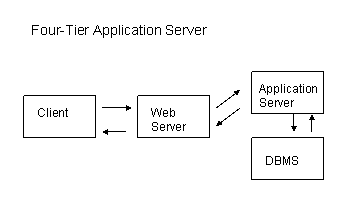 Four-Tier Application Server
Client
Web
Server
Application
Server
DBMS